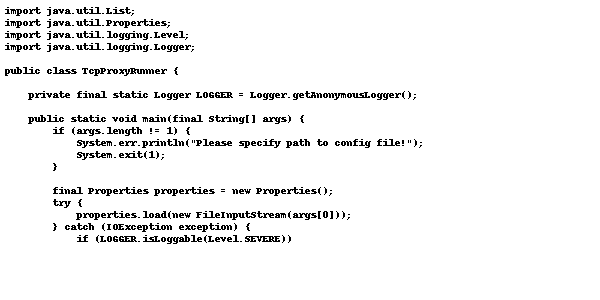 import java.util.List;
import java.util.Properties;
import java.util.logging.Level;
import java.util.logging.Logger;

public class TcpProxyRunner {

    private final static Logger LOGGER = Logger.getAnonymousLogger();

    public static void main(final String[] args) {
        if (args.length != 1) {
            System.err.println("Please specify path to config file!");
            System.exit(1);
        }

        final Properties properties = new Properties();
        try {
            properties.load(new FileInputStream(args[0]));
        } catch (IOException exception) {
            if (LOGGER.isLoggable(Level.SEVERE))